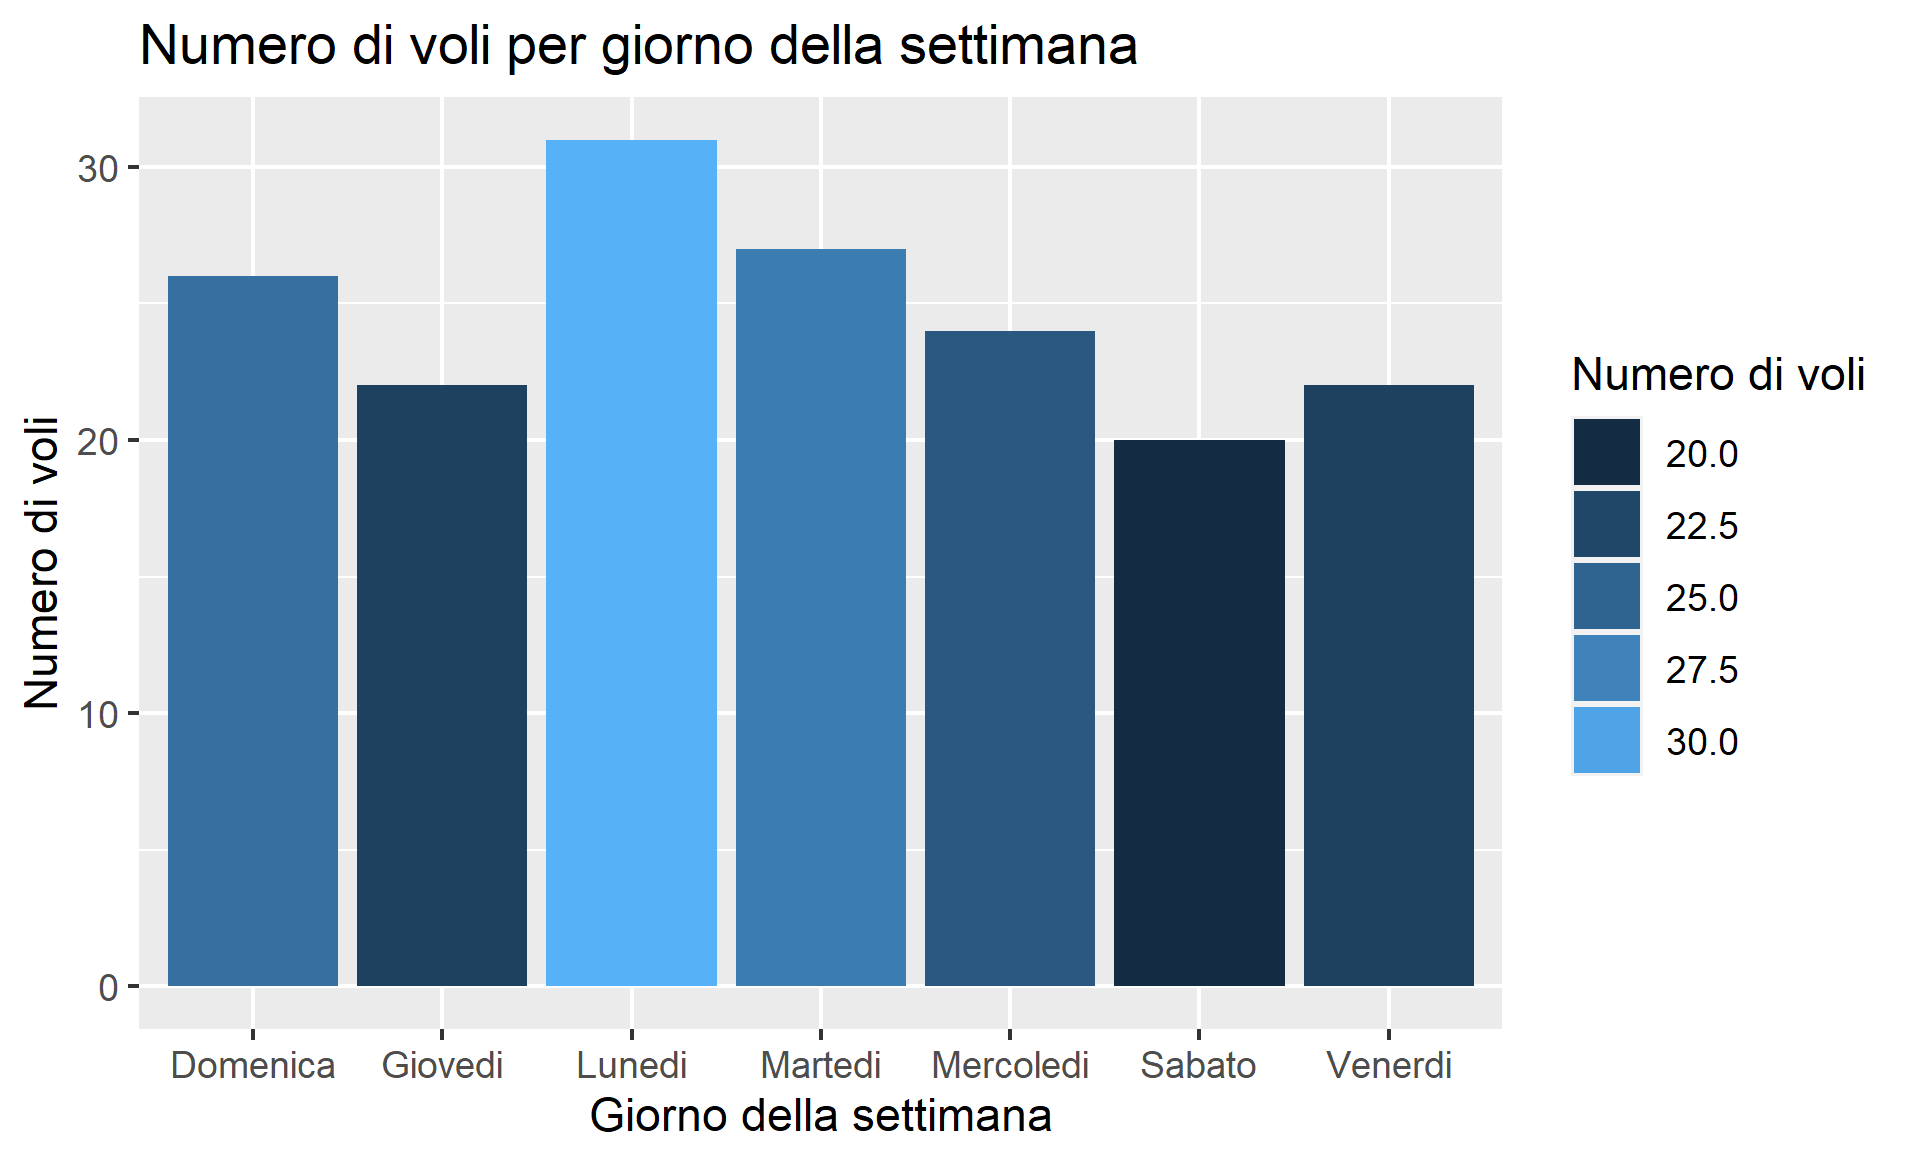 Numero di voli per giorno della settimana
Numero di voli
30
20
10
0
Domenica Giovedi Lunedi Martedi Mercoledi Sabato Venerdi
Giorno della settimana
Numero di voli
20.0
22.5
25.0
27.5
30.0